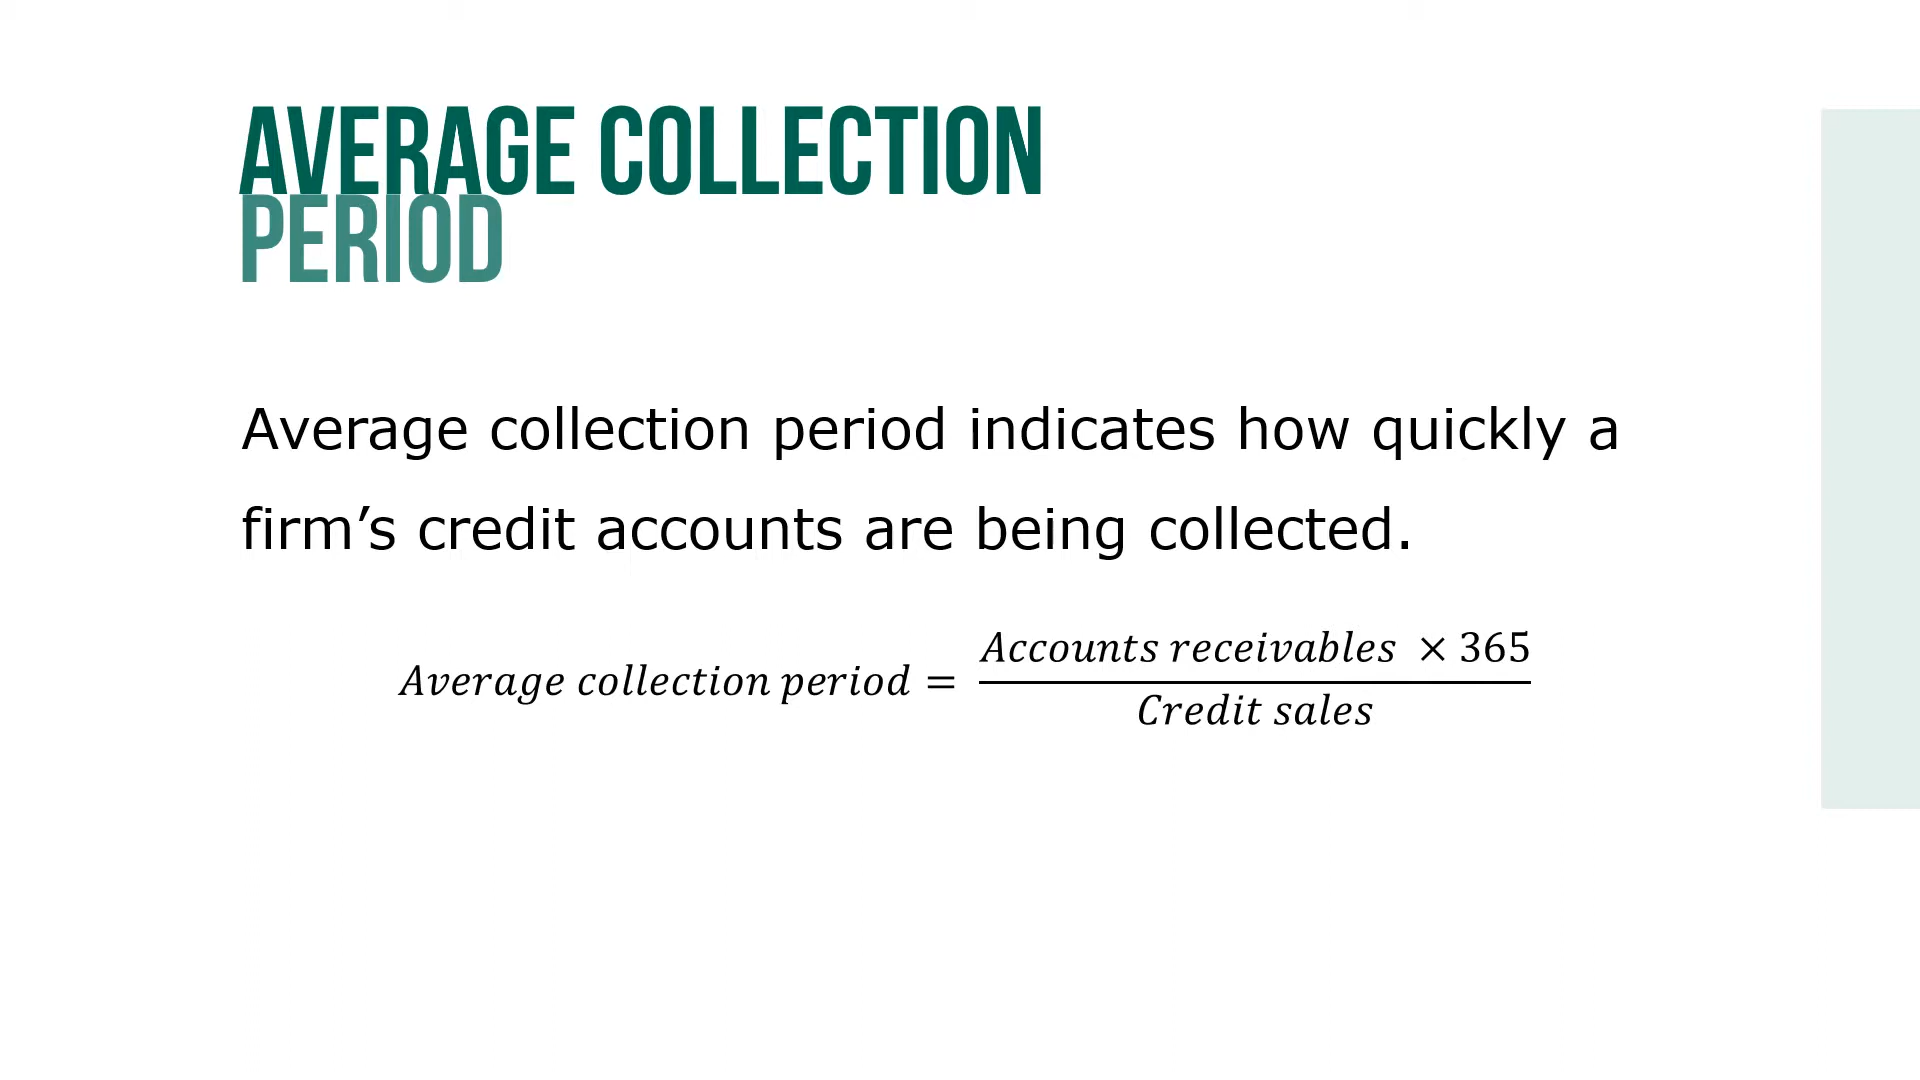 AVERAGE COLLECTION
PERIOD
Average collection period indicates how quickly a
firm’s credit accounts are being collected.
Average collection period = Accounts receivables × 365 / Credit sales